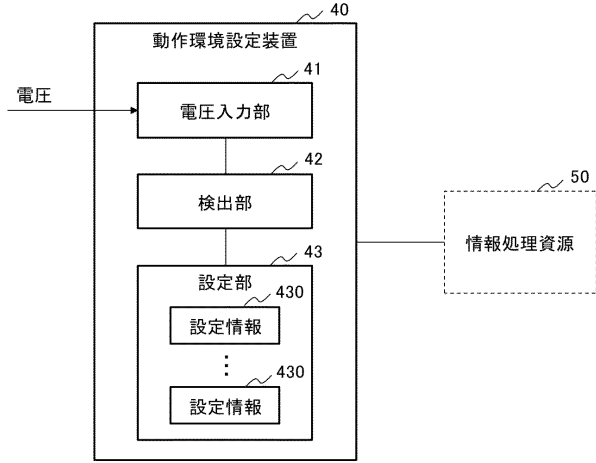 40
動作環境設定装置
41
電圧
電圧入力部
42
検出部
50
情報処理資源
43
設定部
430
設定情報
430
設定情報